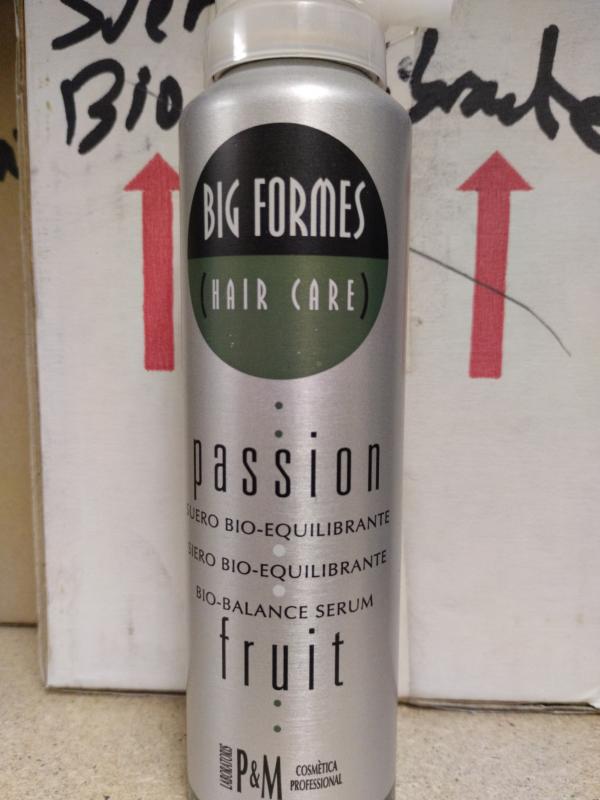 Bio
BIG FORMES
(HAIR CARE)
passion
SUERO BIO-EQUILIBRANTE
SIERO BIO-EQUILIBRANTE
BIO-BALANCE SERUM
fruit
LABORATORIS
P&M
COSMÈTICA
PROFESSIONAL